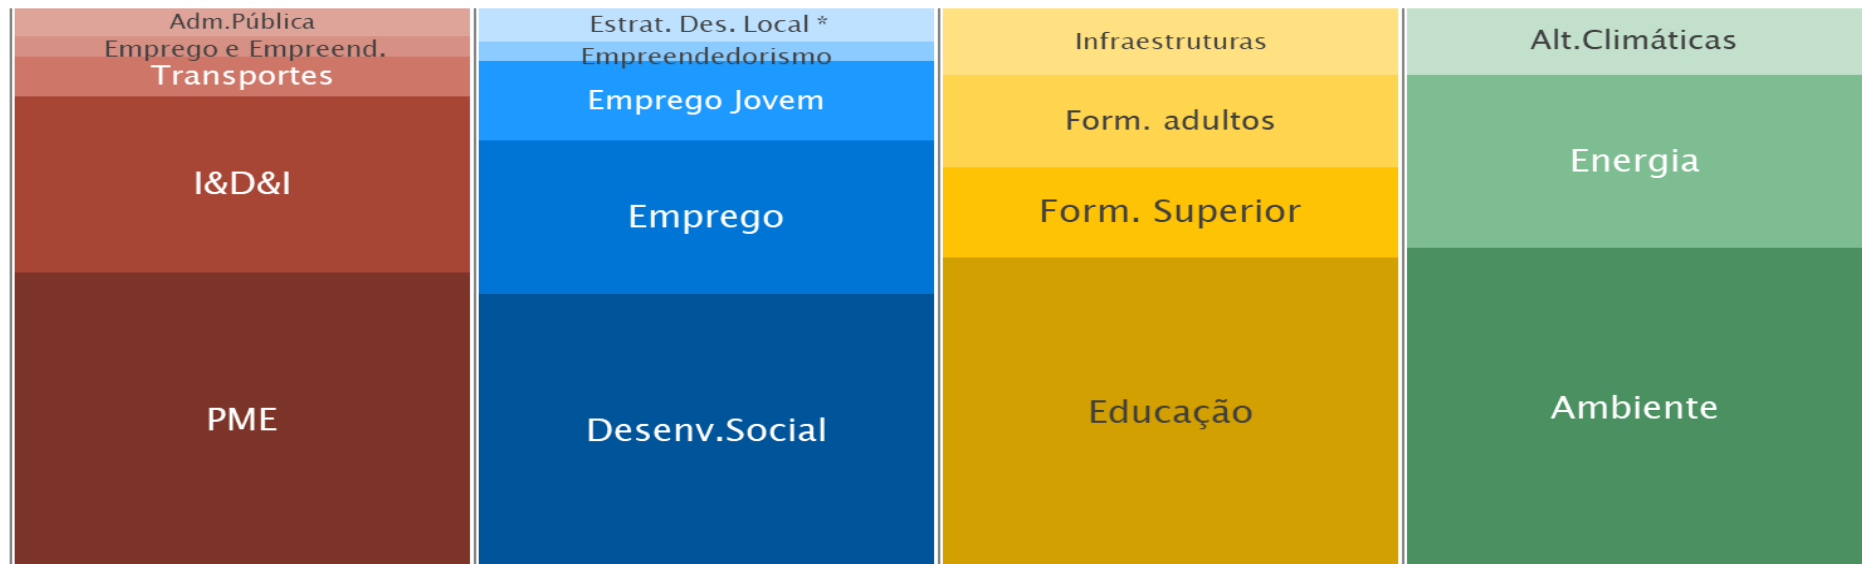 Adm.Pública
Emprego e Empreend.
Transportes
I&D&I
PME
Estrat. Des. Local *
Empreendedorismo
Emprego Jovem
Emprego
Desenv.Social
Infraestruturas
Form. adultos
Form. Superior
Educação
Alt.Climáticas
Energia
Ambiente